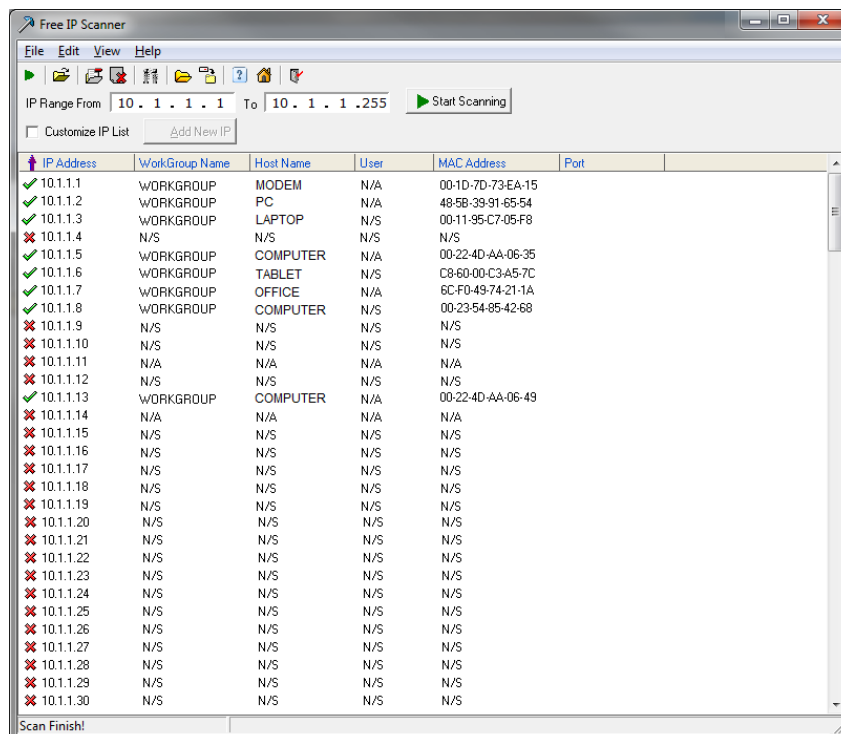 Free IP Scanner
File Edit View Help
IP Range From 10 . 1 . 1 . 1 To 10 . 1 . 1 .255 Start Scanning
Customize IP List Add New IP
IP Address WorkGroup Name Host Name User MAC Address Port
10.1.1.1 WORKGROUP MODEM N/A 00-1D-7D-73-EA-15
10.1.1.2 WORKGROUP PC N/A 48-5B-39-91-65-54
10.1.1.3 WORKGROUP LAPTOP N/S 00-11-95-C7-05-F8
10.1.1.4 N/S N/S N/S N/S
10.1.1.5 WORKGROUP COMPUTER N/A 00-22-4D-AA-06-35
10.1.1.6 WORKGROUP TABLET N/S C8-60-00-C3-A5-7C
10.1.1.7 WORKGROUP OFFICE N/A 6C-F0-49-74-21-1A
10.1.1.8 WORKGROUP COMPUTER N/S 00-23-54-85-42-68
10.1.1.9 N/S N/S N/S N/S
10.1.1.10 N/S N/S N/S N/S
10.1.1.11 N/A N/A N/A N/A
10.1.1.12 N/S N/S N/S N/S
10.1.1.13 WORKGROUP COMPUTER N/A 00-22-4D-AA-06-49
10.1.1.14 N/A N/A N/A N/A
10.1.1.15 N/S N/S N/S N/S
10.1.1.16 N/S N/S N/S N/S
10.1.1.17 N/S N/S N/S N/S
10.1.1.18 N/S N/S N/S N/S
10.1.1.19 N/S N/S N/S N/S
10.1.1.20 N/S N/S N/S N/S
10.1.1.21 N/S N/S N/S N/S
10.1.1.22 N/S N/S N/S N/S
10.1.1.23 N/S N/S N/S N/S
10.1.1.24 N/S N/S N/S N/S
10.1.1.25 N/S N/S N/S N/S
10.1.1.26 N/S N/S N/S N/S
10.1.1.27 N/S N/S N/S N/S
10.1.1.28 N/S N/S N/S N/S
10.1.1.29 N/S N/S N/S N/S
10.1.1.30 N/S N/S N/S N/S
Scan Finish!